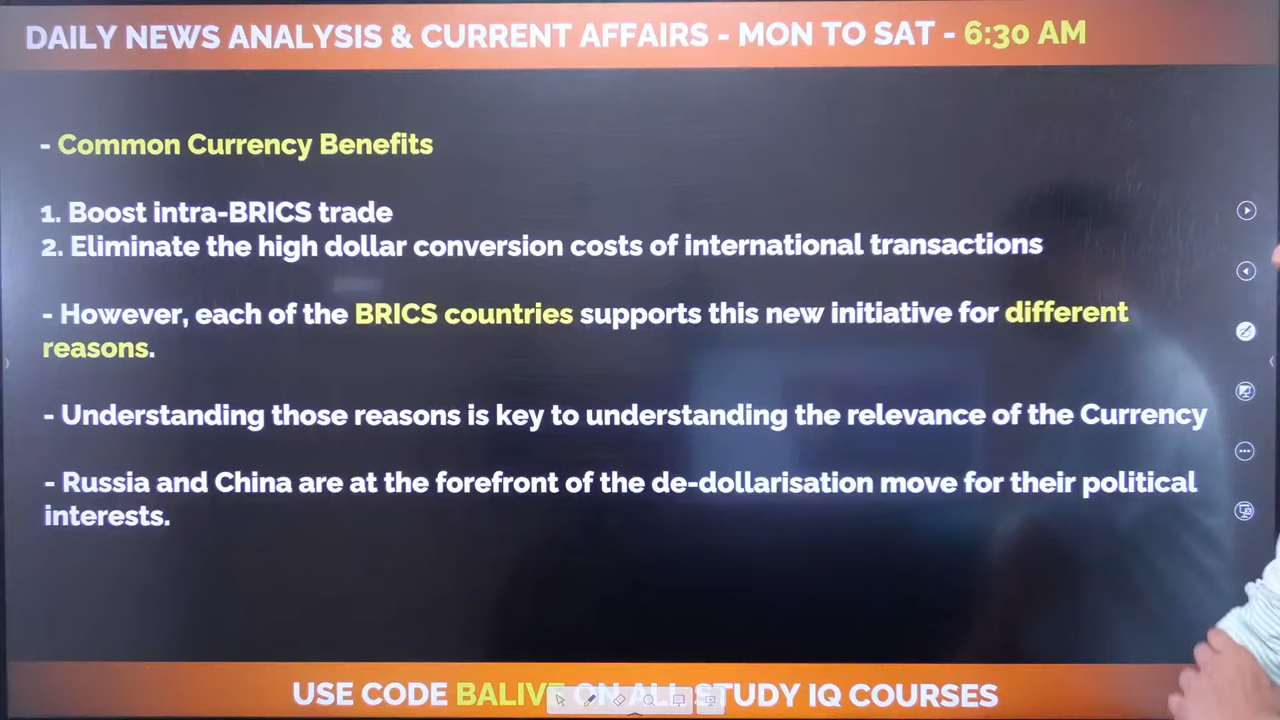 DAILY NEWS ANALYSIS & CURRENT AFFAIRS - MON TO SAT - 6:30 AM
- Common Currency Benefits
1. Boost intra-BRICS trade
2. Eliminate the high dollar conversion costs of international transactions
- However, each of the BRICS countries supports this new initiative for different
reasons.
- Understanding those reasons is key to understanding the relevance of the Currency
- Russia and China are at the forefront of the de-dollarisation move for their political
interests.
USE CODE BALIVE ON ALL STUDY IQ COURSES